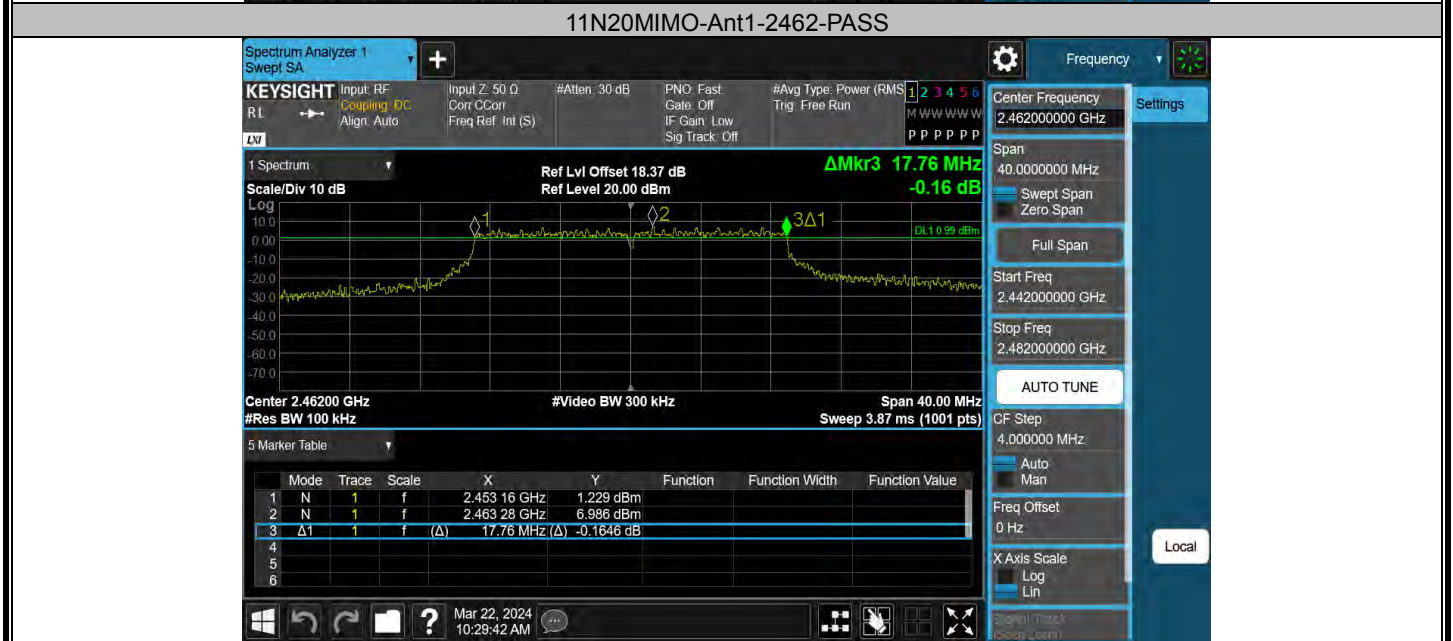 11N20MIMO-Ant1-2462-PASS
Spectrum Analyzer 1
Swept SA
+
Frequency
KEYSIGHT
RL
LXI
Input: RF
Coupling: DC
Align: Auto
Input Z: 50 Ω
Corr CCorr
Freq Ref: Int (S)
#Atten: 30 dB
PNO: Fast
Gate: Off
IF Gain: Low
Sig Track: Off
#Avg Type: Power (RMS
Trig: Free Run
1 2 3 4 5 6
M W W W W W
P P P P P P
1 Spectrum
Scale/Div 10 dB
Ref Lvl Offset 18.37 dB
Ref Level 20.00 dBm
ΔMkr3 17.76 MHz
-0.16 dB
Log
10.0
0.00
-10.0
-20.0
-30.0
-40.0
-50.0
-60.0
-70.0
1
2
3Δ1
DL1 0.99 dBm
Center 2.46200 GHz
#Video BW 300 kHz
Span 40.00 MHz
#Res BW 100 kHz
Sweep 3.87 ms (1001 pts)
5 Marker Table
Mode Trace Scale X Y Function Function Width Function Value
1 N 1 f 2.453 16 GHz 1.229 dBm
2 N 1 f 2.463 28 GHz 6.986 dBm
3 Δ1 1 f (Δ) 17.76 MHz (Δ) -0.1646 dB
4
5
6
Mar 22, 2024
10:29:42 AM
?
Center Frequency
2.462000000 GHz
Settings
Span
40.0000000 MHz
Swept Span
Zero Span
Full Span
Start Freq
2.442000000 GHz
Stop Freq
2.482000000 GHz
AUTO TUNE
CF Step
4.000000 MHz
Auto
Man
Freq Offset
0 Hz
X Axis Scale
Log
Lin
Local
Signal Track
(Span Zoom)